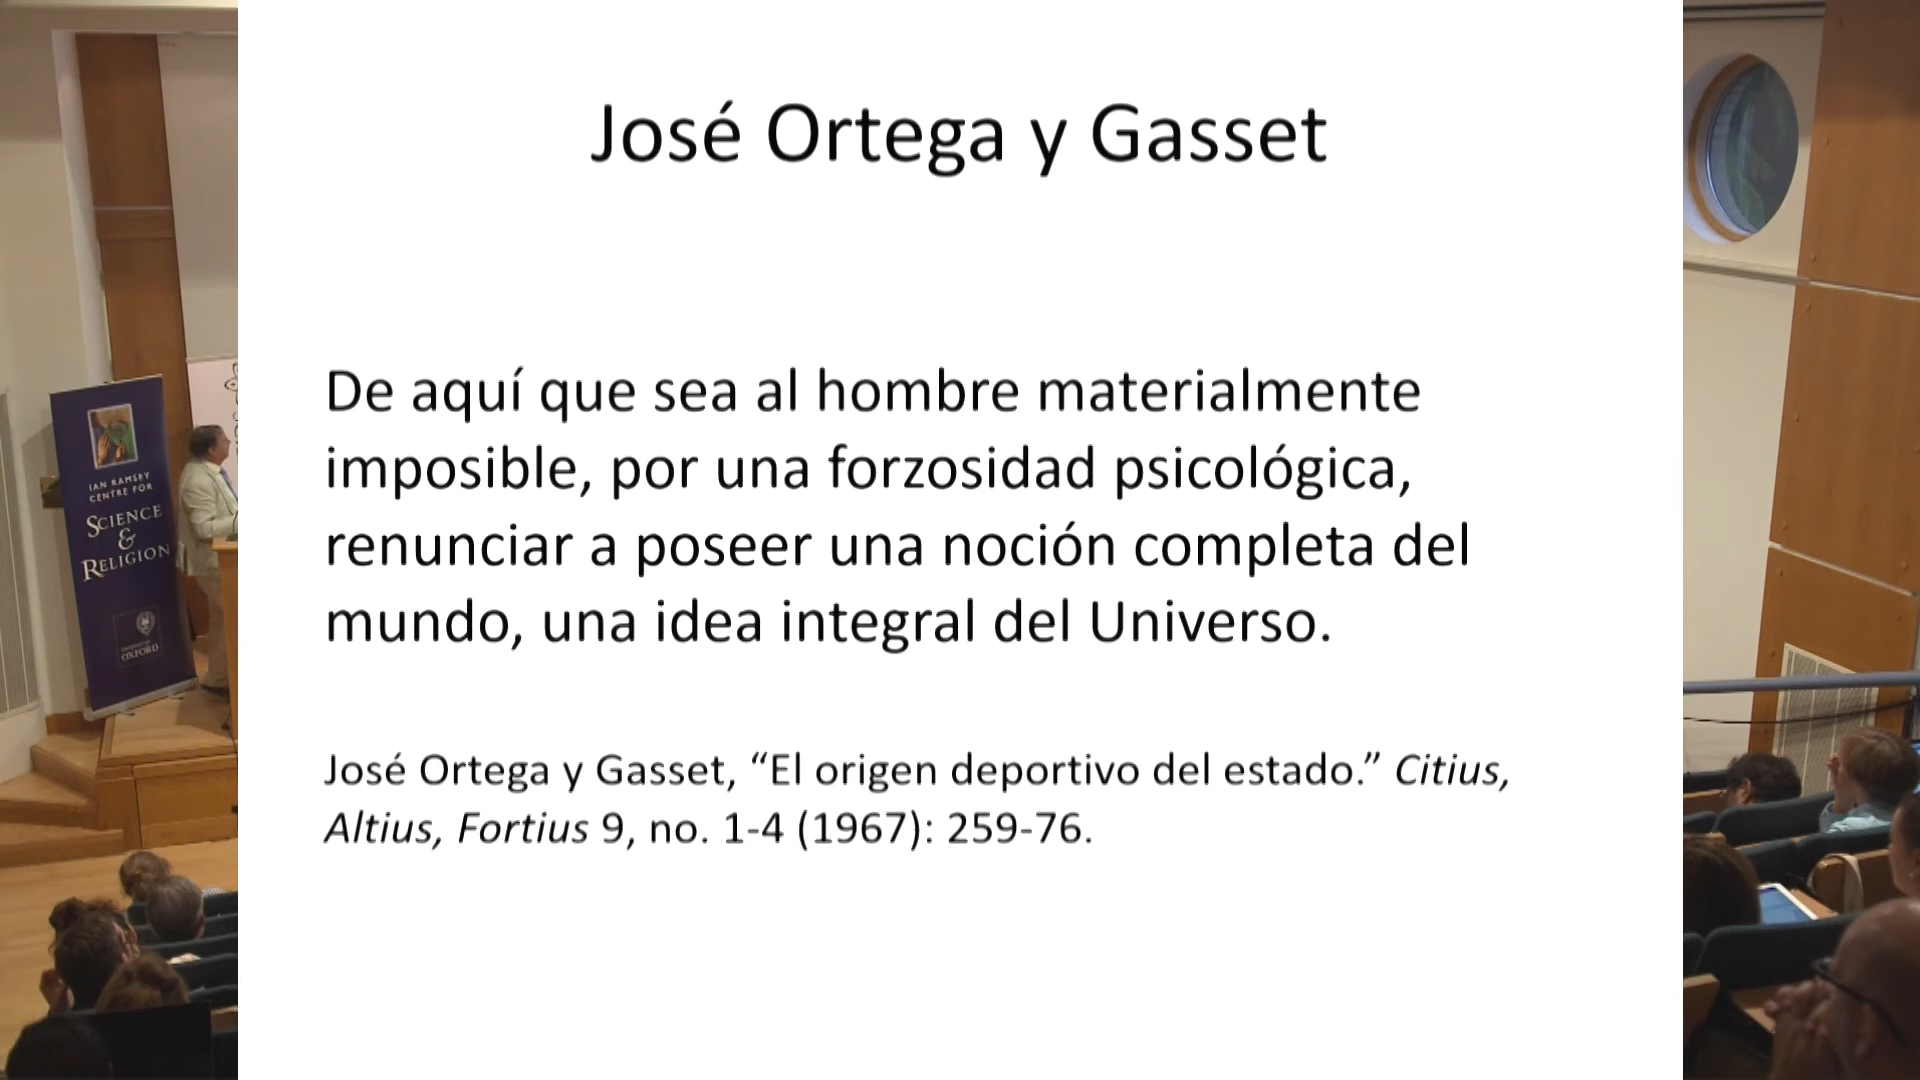 José Ortega y Gasset
De aquí que sea al hombre materialmente
imposible, por una forzosidad psicológica,
renunciar a poseer una noción completa del
mundo, una idea integral del Universo.
José Ortega y Gasset, “El origen deportivo del estado.” Citius,
Altius, Fortius 9, no. 1-4 (1967): 259-76.
IAN RAMSEY
CENTRE FOR
SCIENCE
&
RELIGION
OXFORD